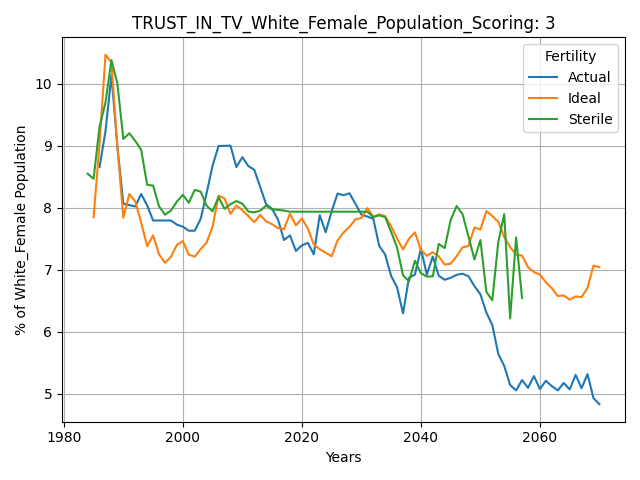 TRUST_IN_TV_White_Female_Population_Scoring: 3
% of White_Female Population
10
9
8
7
6
5
Fertility
Actual
Ideal
Sterile
1980
2000
2020
2040
2060
Years